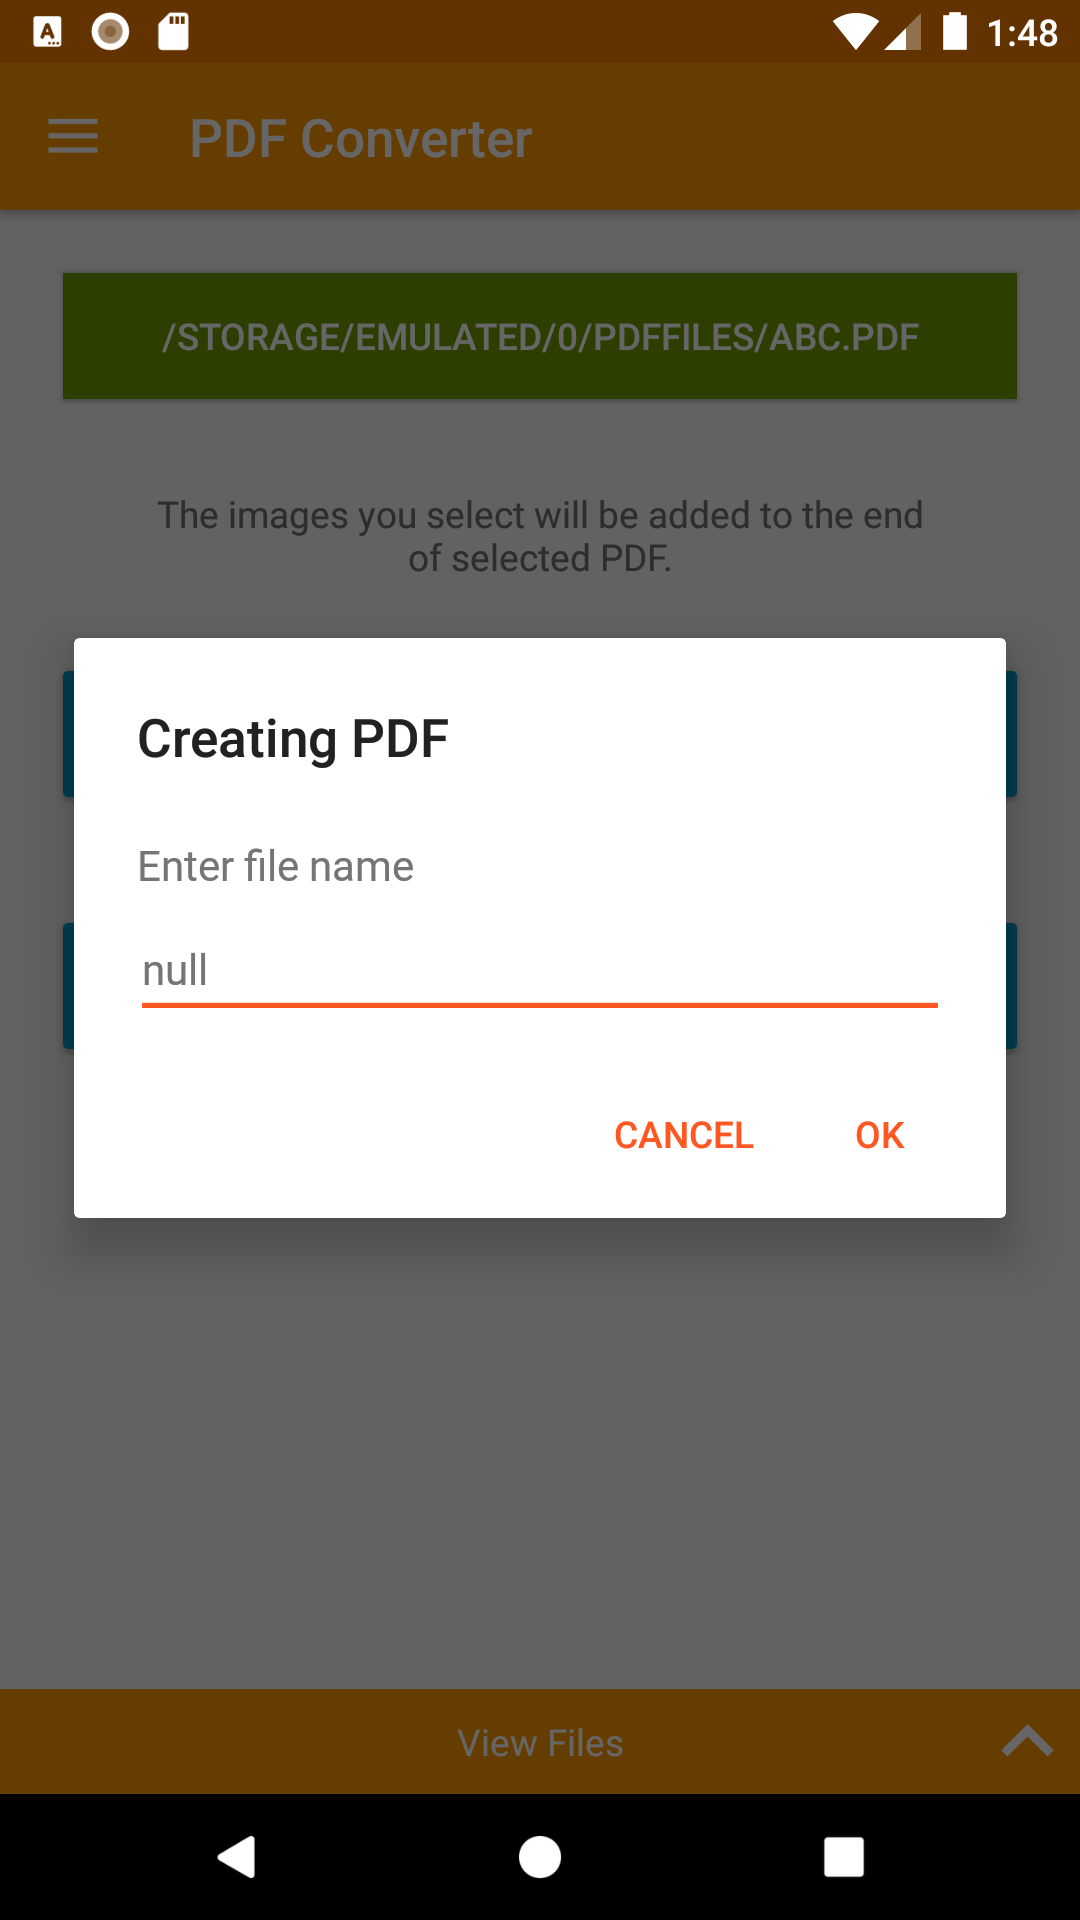 1:48
PDF Converter
/STORAGE/EMULATED/0/PDFFILES/ABC.PDF
The images you select will be added to the end
of selected PDF.
Creating PDF
Enter file name
null
CANCEL OK
View Files